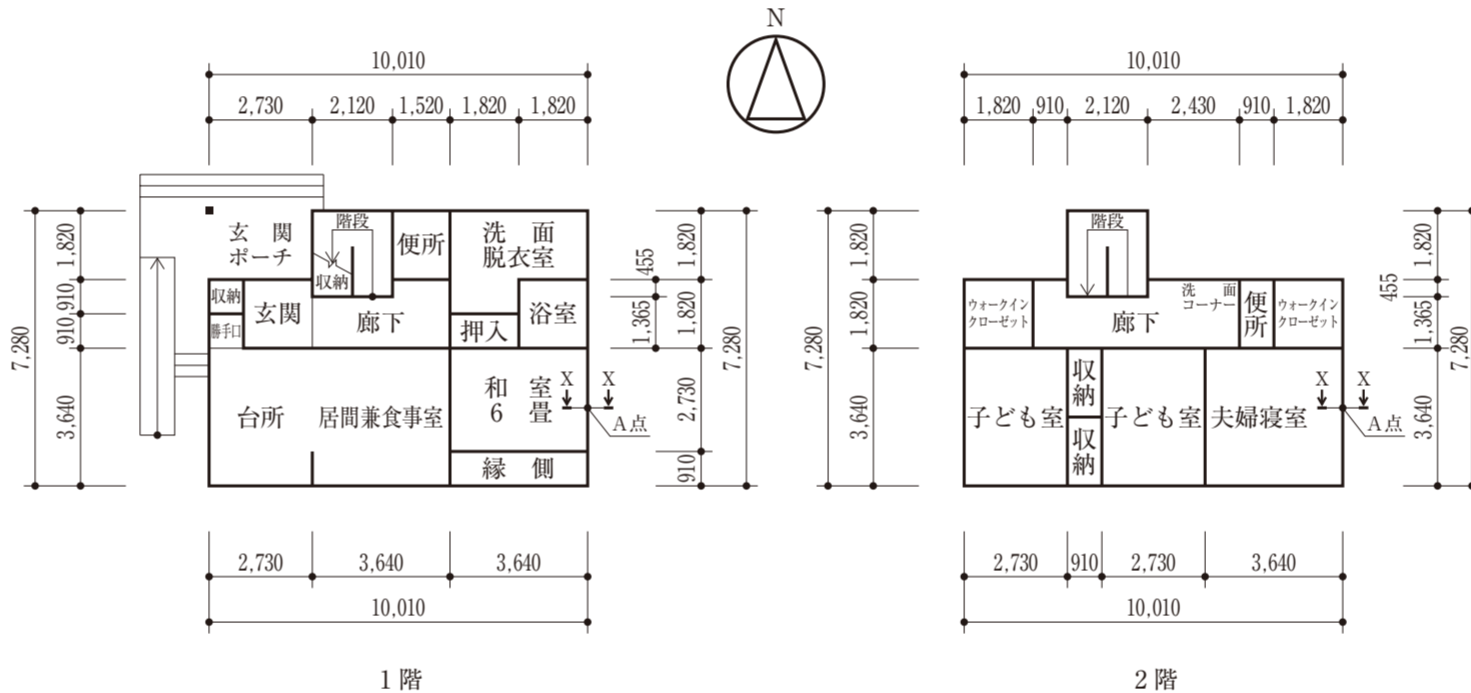 N
10,010
2,730
2,120
1,520
1,820
1,820
7,280
1,820
910
910
3,640
玄関
ポーチ
階段
収納
便所
洗面
脱衣室
収納
勝手口
玄関
廊下
押入
浴室
台所
居間兼食事室
和室
6畳
縁側
X
X
A点
455
1,365
1,820
1,820
2,730
910
7,280
2,730
3,640
3,640
10,010
1階
10,010
1,820
910
2,120
2,430
910
1,820
7,280
1,820
1,820
3,640
階段
ウォークイン
クローゼット
廊下
洗面
コーナー
便所
ウォークイン
クローゼット
子ども室
収納
収納
子ども室
夫婦寝室
X
X
A点
455
1,820
1,365
3,640
7,280
2,730
910
2,730
3,640
10,010
2階